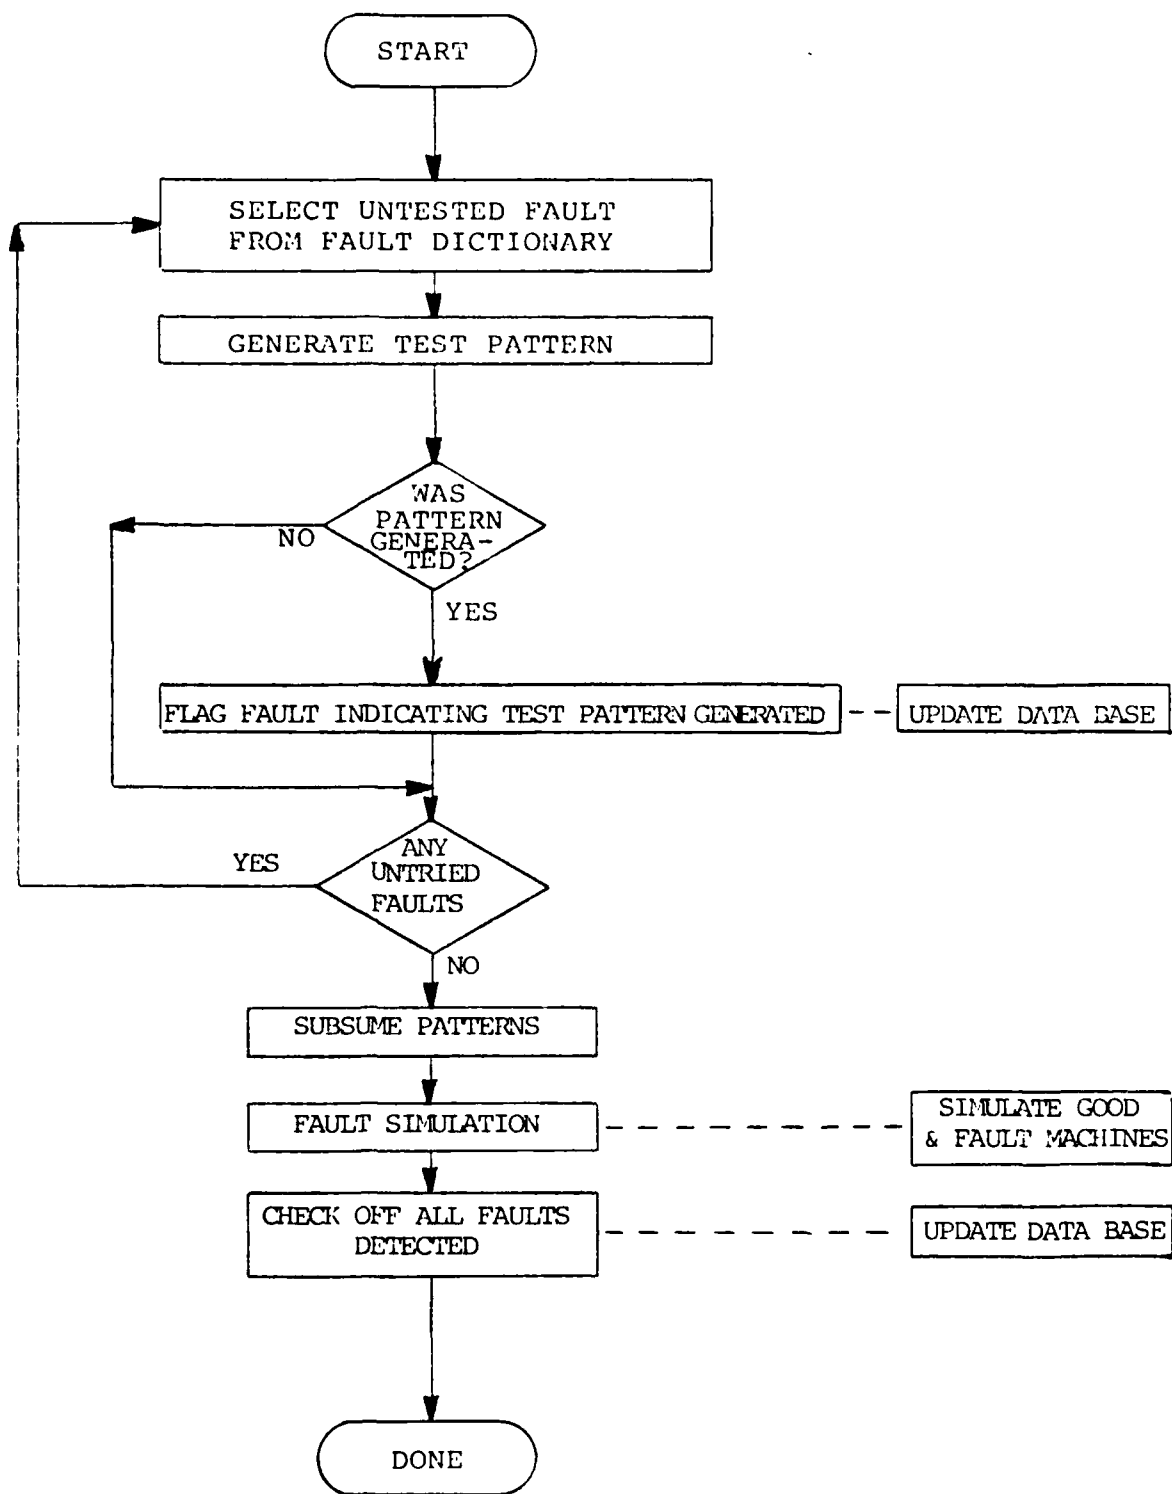 START
SELECT UNTESTED FAULT
FROM FAULT DICTIONARY
GENERATE TEST PATTERN
WAS
PATTERN
GENERA-
TED?
NO
YES
FLAG FAULT INDICATING TEST PATTERN GENERATED
UPDATE DATA BASE
ANY
UNTRIED
FAULTS
YES
NO
SUBSUME PATTERNS
FAULT SIMULATION
SIMULATE GOOD
& FAULT MACHINES
CHECK OFF ALL FAULTS
DETECTED
UPDATE DATA BASE
DONE